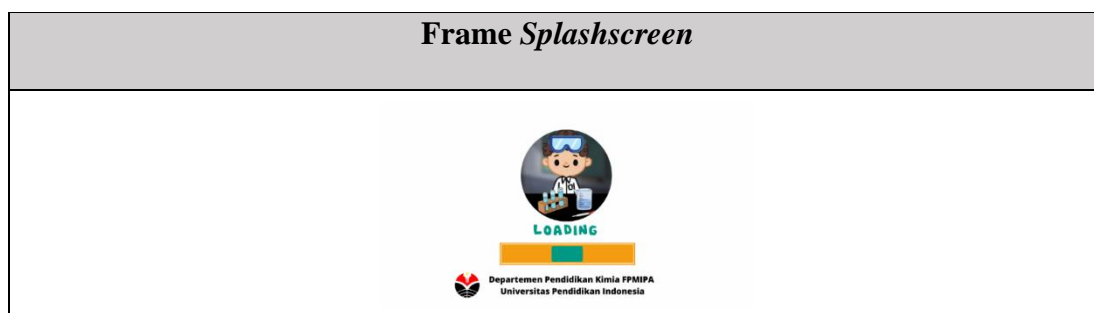 Frame Splashscreen
LOADING
Departemen Pendidikan Kimia FPMIPA
Universitas Pendidikan Indonesia